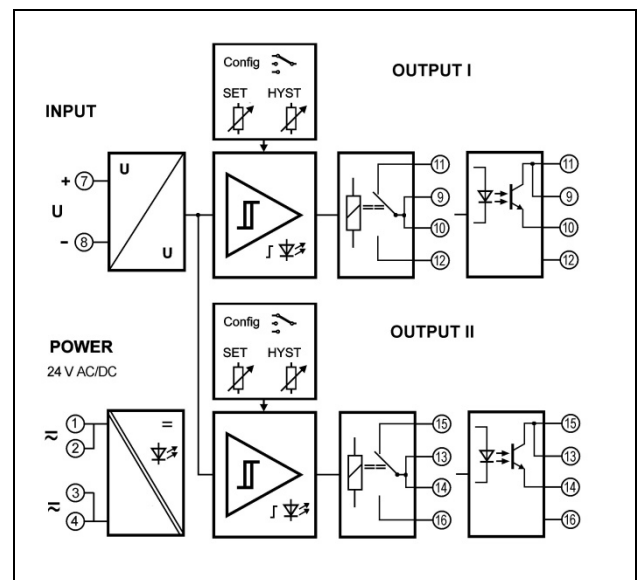 Config
OUTPUT I
SET HYST
INPUT
+ 7
U
- 8
U
U
11
9
10
12
11
9
10
12
Config
OUTPUT II
SET HYST
POWER
24 V AC/DC
1
2
3
4
15
13
14
16
15
13
14
16